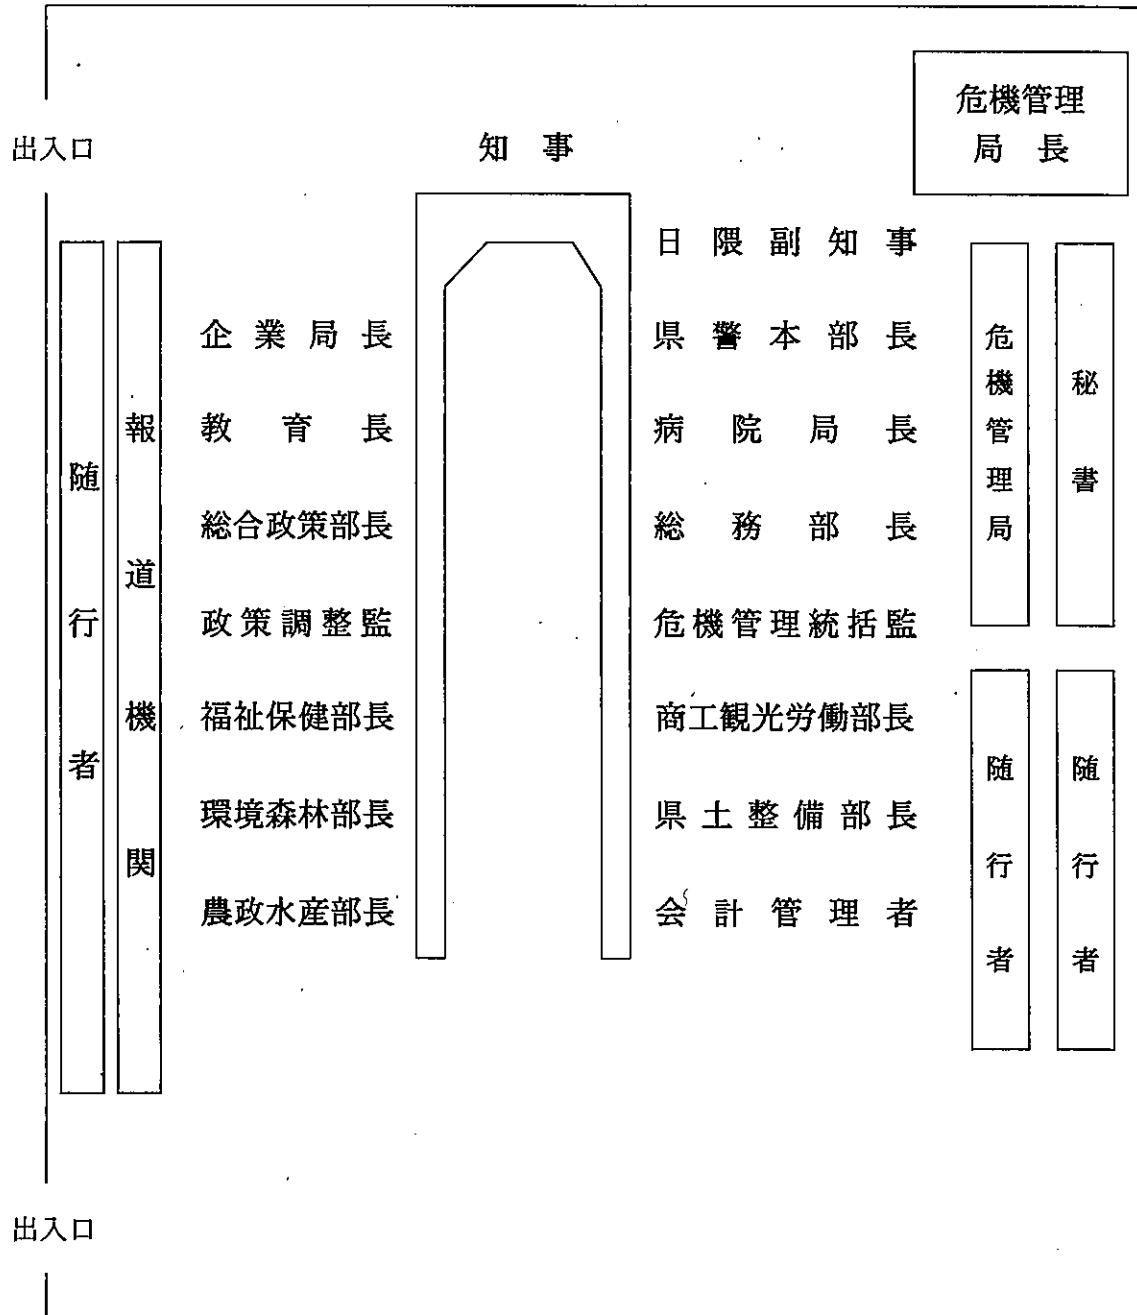 危機管理
局長
出入口
知事
日隈副知事
企業局長
県警本部長
教育長
病院局長
総合政策部長
総務部長
政策調整監
危機管理統括監
福祉保健部長
商工観光労働部長
環境森林部長
県土整備部長
農政水産部長
会計管理者
随行者
報道機関
危機管理局
秘書
随行者
随行者
出入口